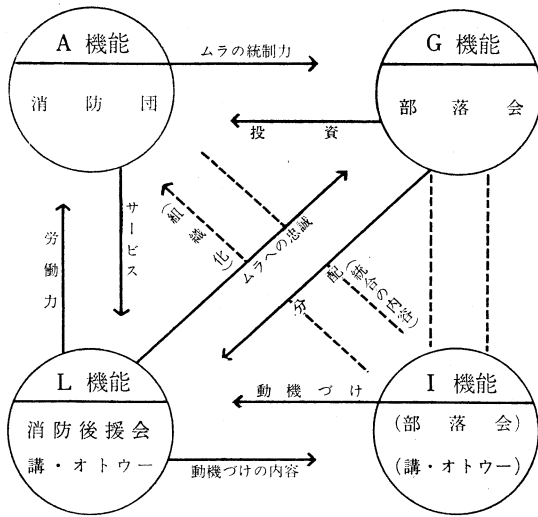 A 機能
消防団
ムラの統制力
G 機能
部落会
投資
サービス
労働力
(組織化)
ムラへの忠誠
分配
(統合の内容)
L 機能
消防後援会
講・オトウー
動機づけ
動機づけの内容
I 機能
(部落会)
(講・オトウー)